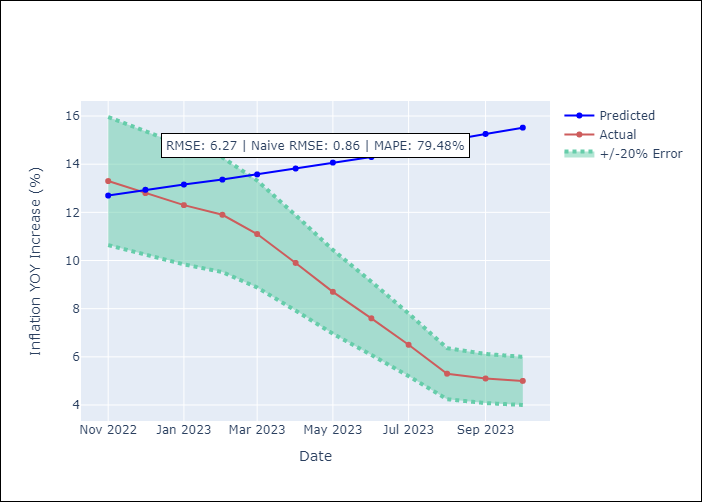 16
14
12
10
8
6
4
Inflation YOY Increase (%)
RMSE: 6.27 | Naive RMSE: 0.86 | MAPE: 79.48%
Nov 2022 Jan 2023 Mar 2023 May 2023 Jul 2023 Sep 2023
Date
Predicted
Actual
+/-20% Error